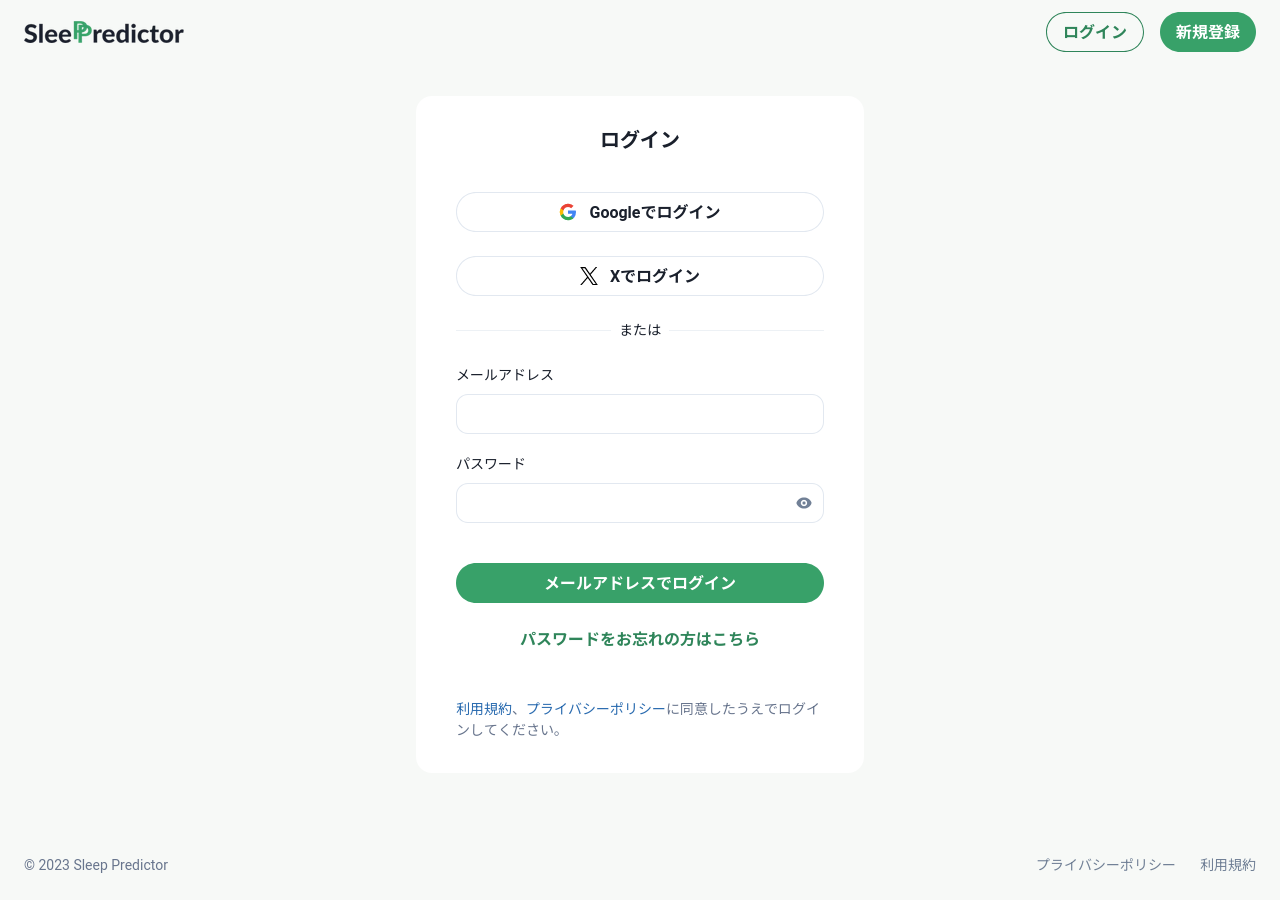 SleePredictor
ログイン
新規登録
ログイン
Googleでログイン
Xでログイン
または
メールアドレス
パスワード
メールアドレスでログイン
パスワードをお忘れの方はこちら
利用規約、プライバシーポリシーに同意したうえでログイ
ンしてください。
© 2023 Sleep Predictor
プライバシーポリシー
利用規約